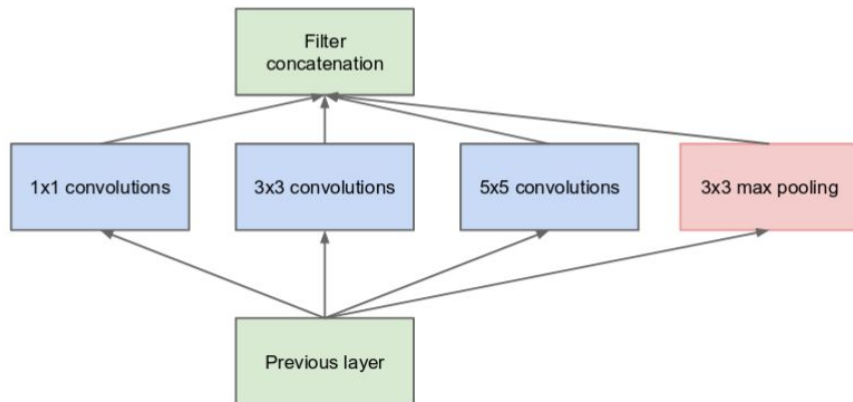 Filter
concatenation
1x1 convolutions
3x3 convolutions
5x5 convolutions
3x3 max pooling
Previous layer